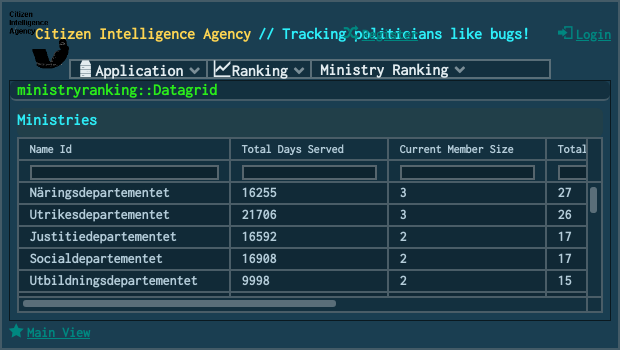 Citizen
Intelligence
Agency
Citizen Intelligence Agency // Tracking politicians like bugs!
Register
Login
Application
Ranking
Ministry Ranking
ministryranking::Datagrid
Ministries
Name Id Total Days Served Current Member Size Total
Näringsdepartementet 16255 3 27
Utrikesdepartementet 21706 3 26
Justitiedepartementet 16592 2 17
Socialdepartementet 16908 2 17
Utbildningsdepartementet 9998 2 15
Main View